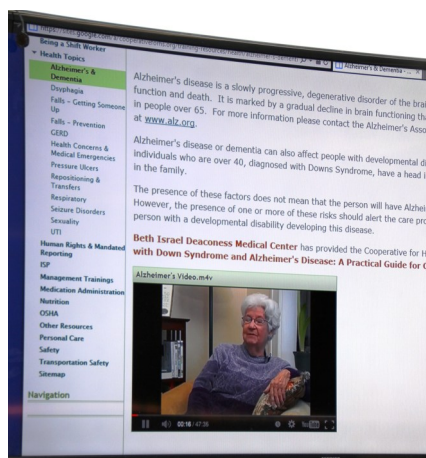 https://sites.google.com/a/
Alzheimer's & Dementia - ...
Being a Shift Worker
Health Topics
Alzheimer's &
Dementia
Dsyphagia
Falls - Getting Someone
Up
Falls - Prevention
GERD
Health Concerns &
Medical Emergencies
Pressure Ulcers
Repositioning &
Transfers
Respiratory
Seizure Disorders
Sexuality
UTI
Human Rights & Mandated
Reporting
ISP
Management Trainings
Medication Administration
Nutrition
OSHA
Other Resources
Personal Care
Safety
Transportation Safety
Sitemap
Navigation
Alzheimer's disease is a slowly progressive, degenerative disorder of the brai
function and death. It is marked by a gradual decline in brain functioning tha
in people over 65. For more information please contact the Alzheimer's Asso
at www.alz.org.
Alzheimer's disease or dementia can also affect people with developmental di
individuals who are over 40, diagnosed with Downs Syndrome, have a head i
in the family.
The presence of these factors does not mean that the person will have Alzhei
However, the presence of one or more of these risks should alert the care pro
person with a developmental disability developing this disease.
Beth Israel Deaconess Medical Center has provided the Cooperative for H
with Down Syndrome and Alzheimer's Disease: A Practical Guide for C
Alzheimer's Video.m4v
00:16 / 47:36
YouTube